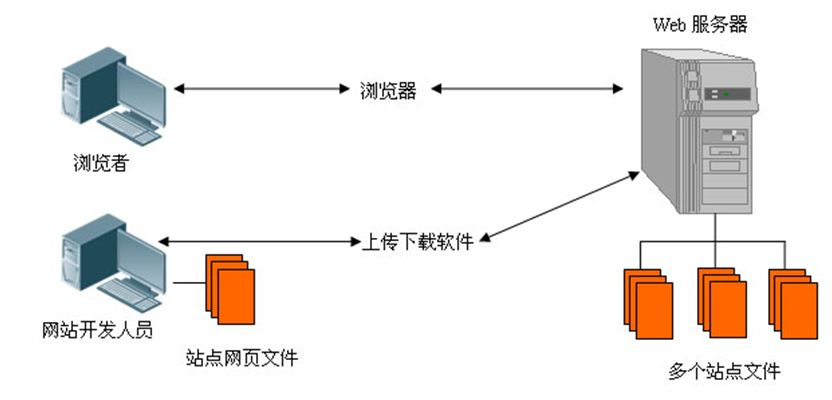 Web 服务器
浏览器
浏览者
上传下载软件
网站开发人员
站点网页文件
多个站点文件